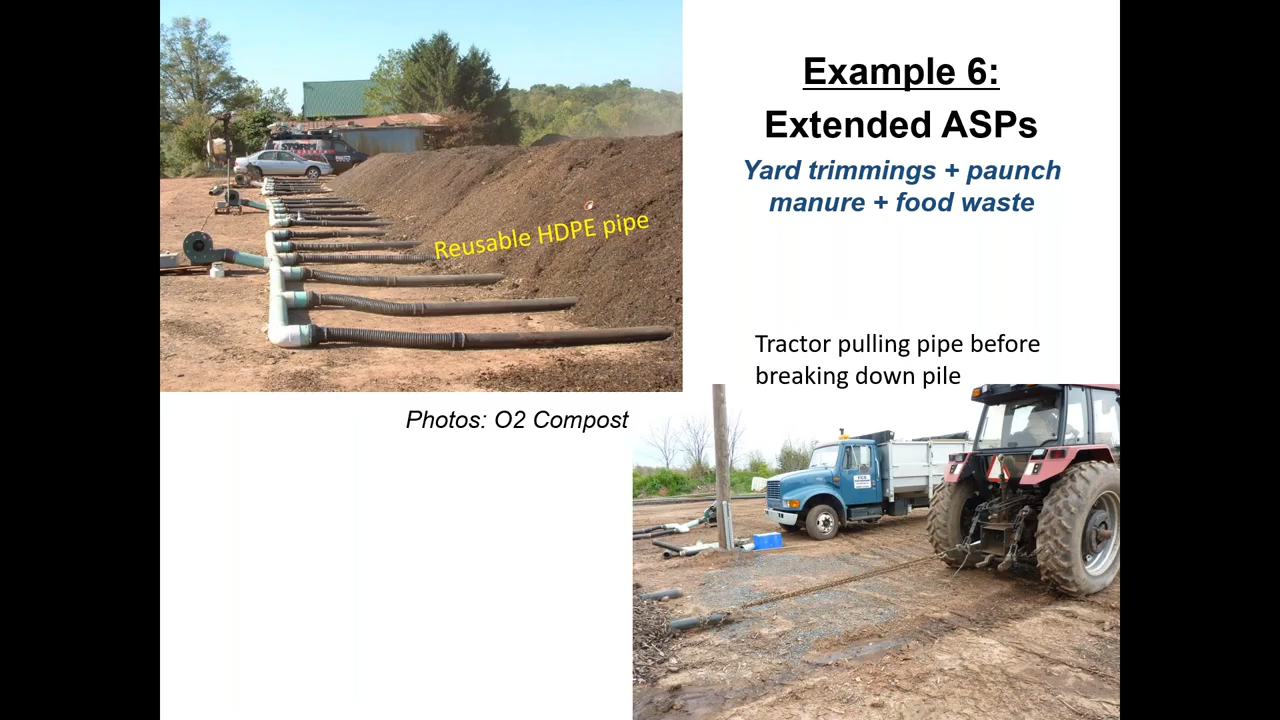 Example 6:
Extended ASPs
Yard trimmings + paunch
manure + food waste
STORM
Reusable HDPE pipe
Tractor pulling pipe before
breaking down pile
Photos: O2 Compost